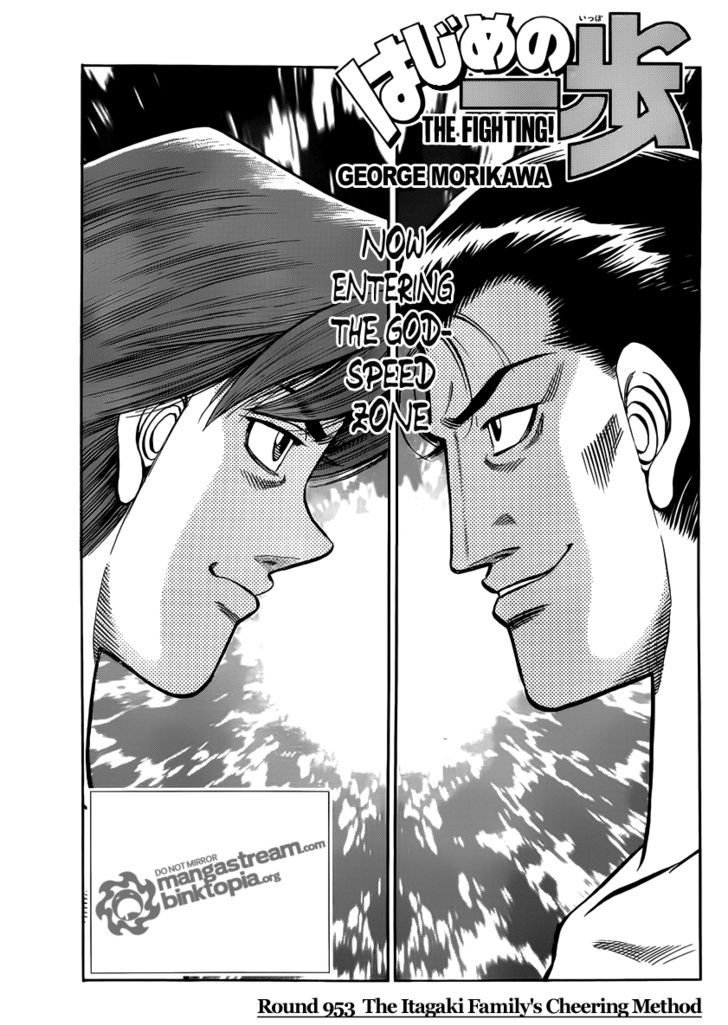 いっぽ
はじめの一歩
THE FIGHTING!
GEORGE MORIKAWA
NOW
ENTERING
THE GOD-
SPEED
ZONE
DO NOT MIRROR
mangastream.com
binktopia.org
Round 953 The Itagaki Family's Cheering Method